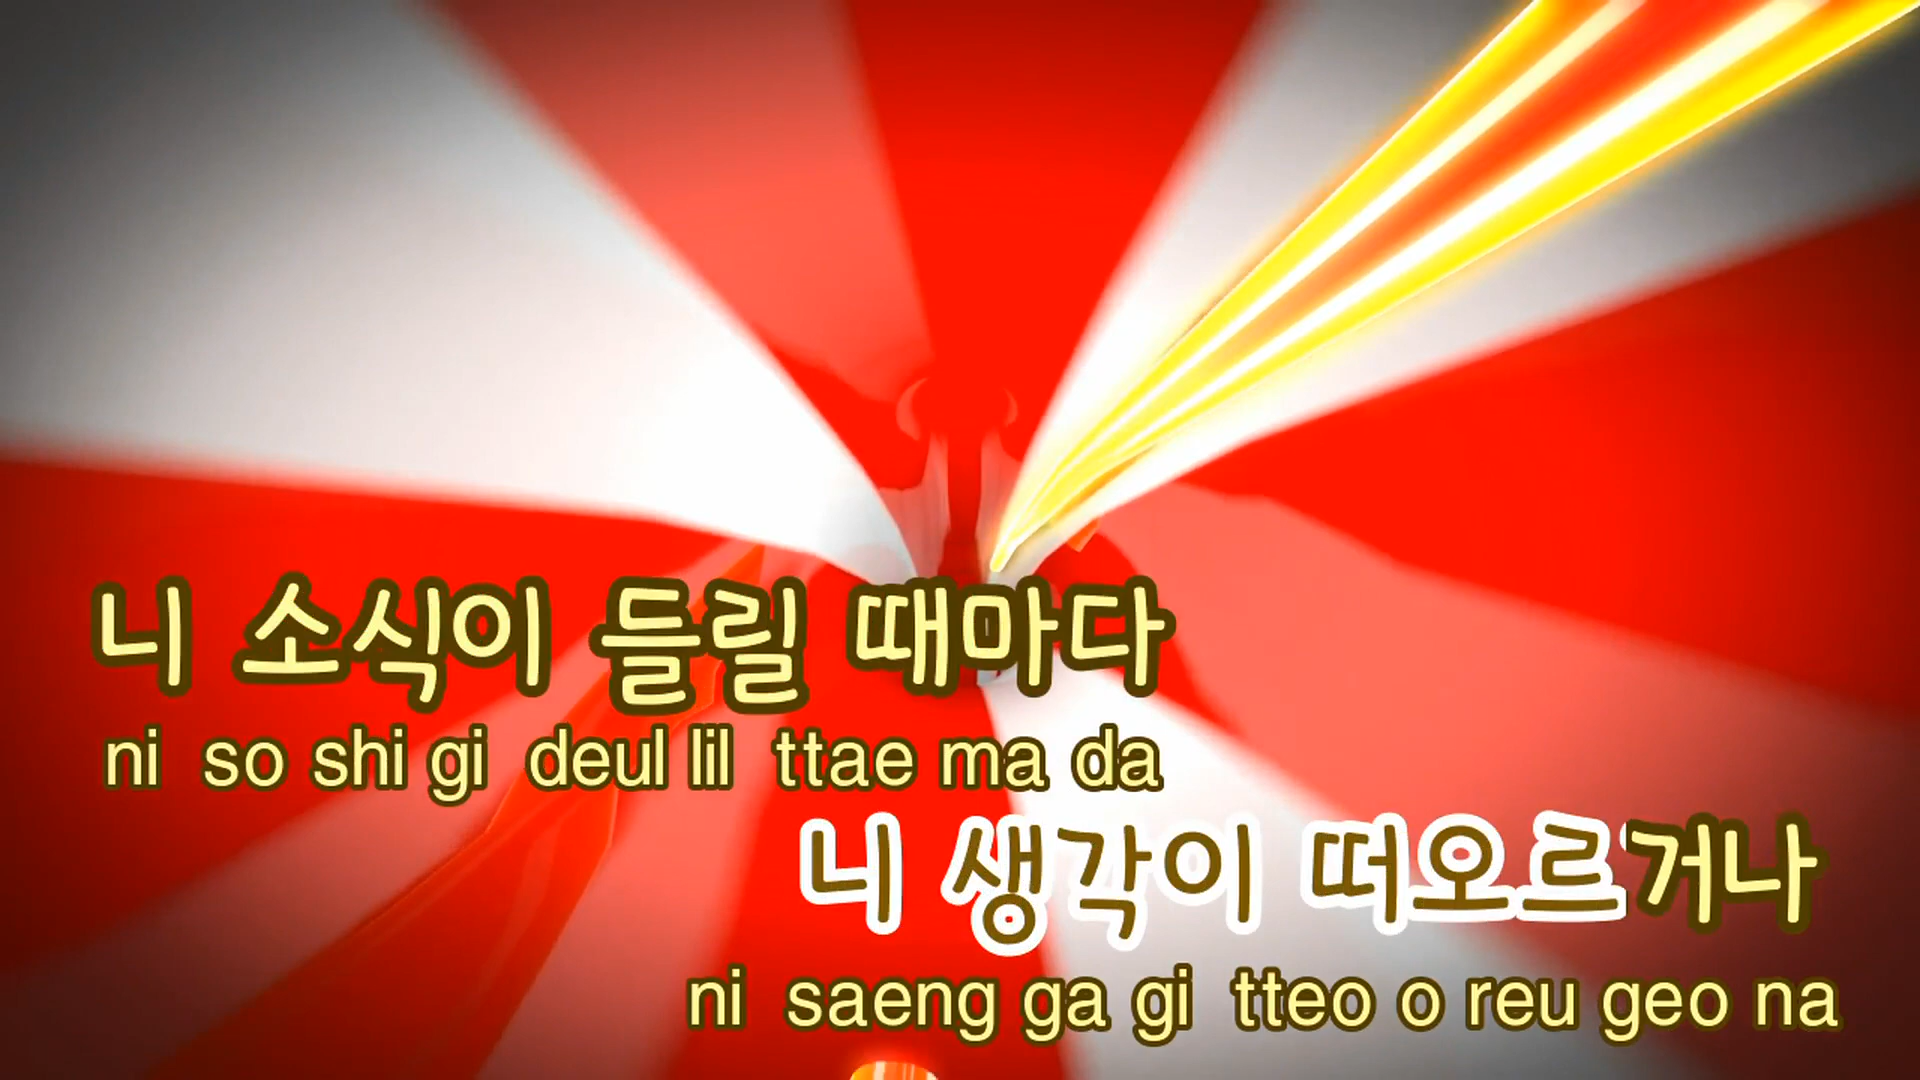 니 소식이 들릴 때마다
ni so shi gi deul lil ttae ma da
니 생각이 떠오르거나
ni saeng ga gi tteo o reu geo na